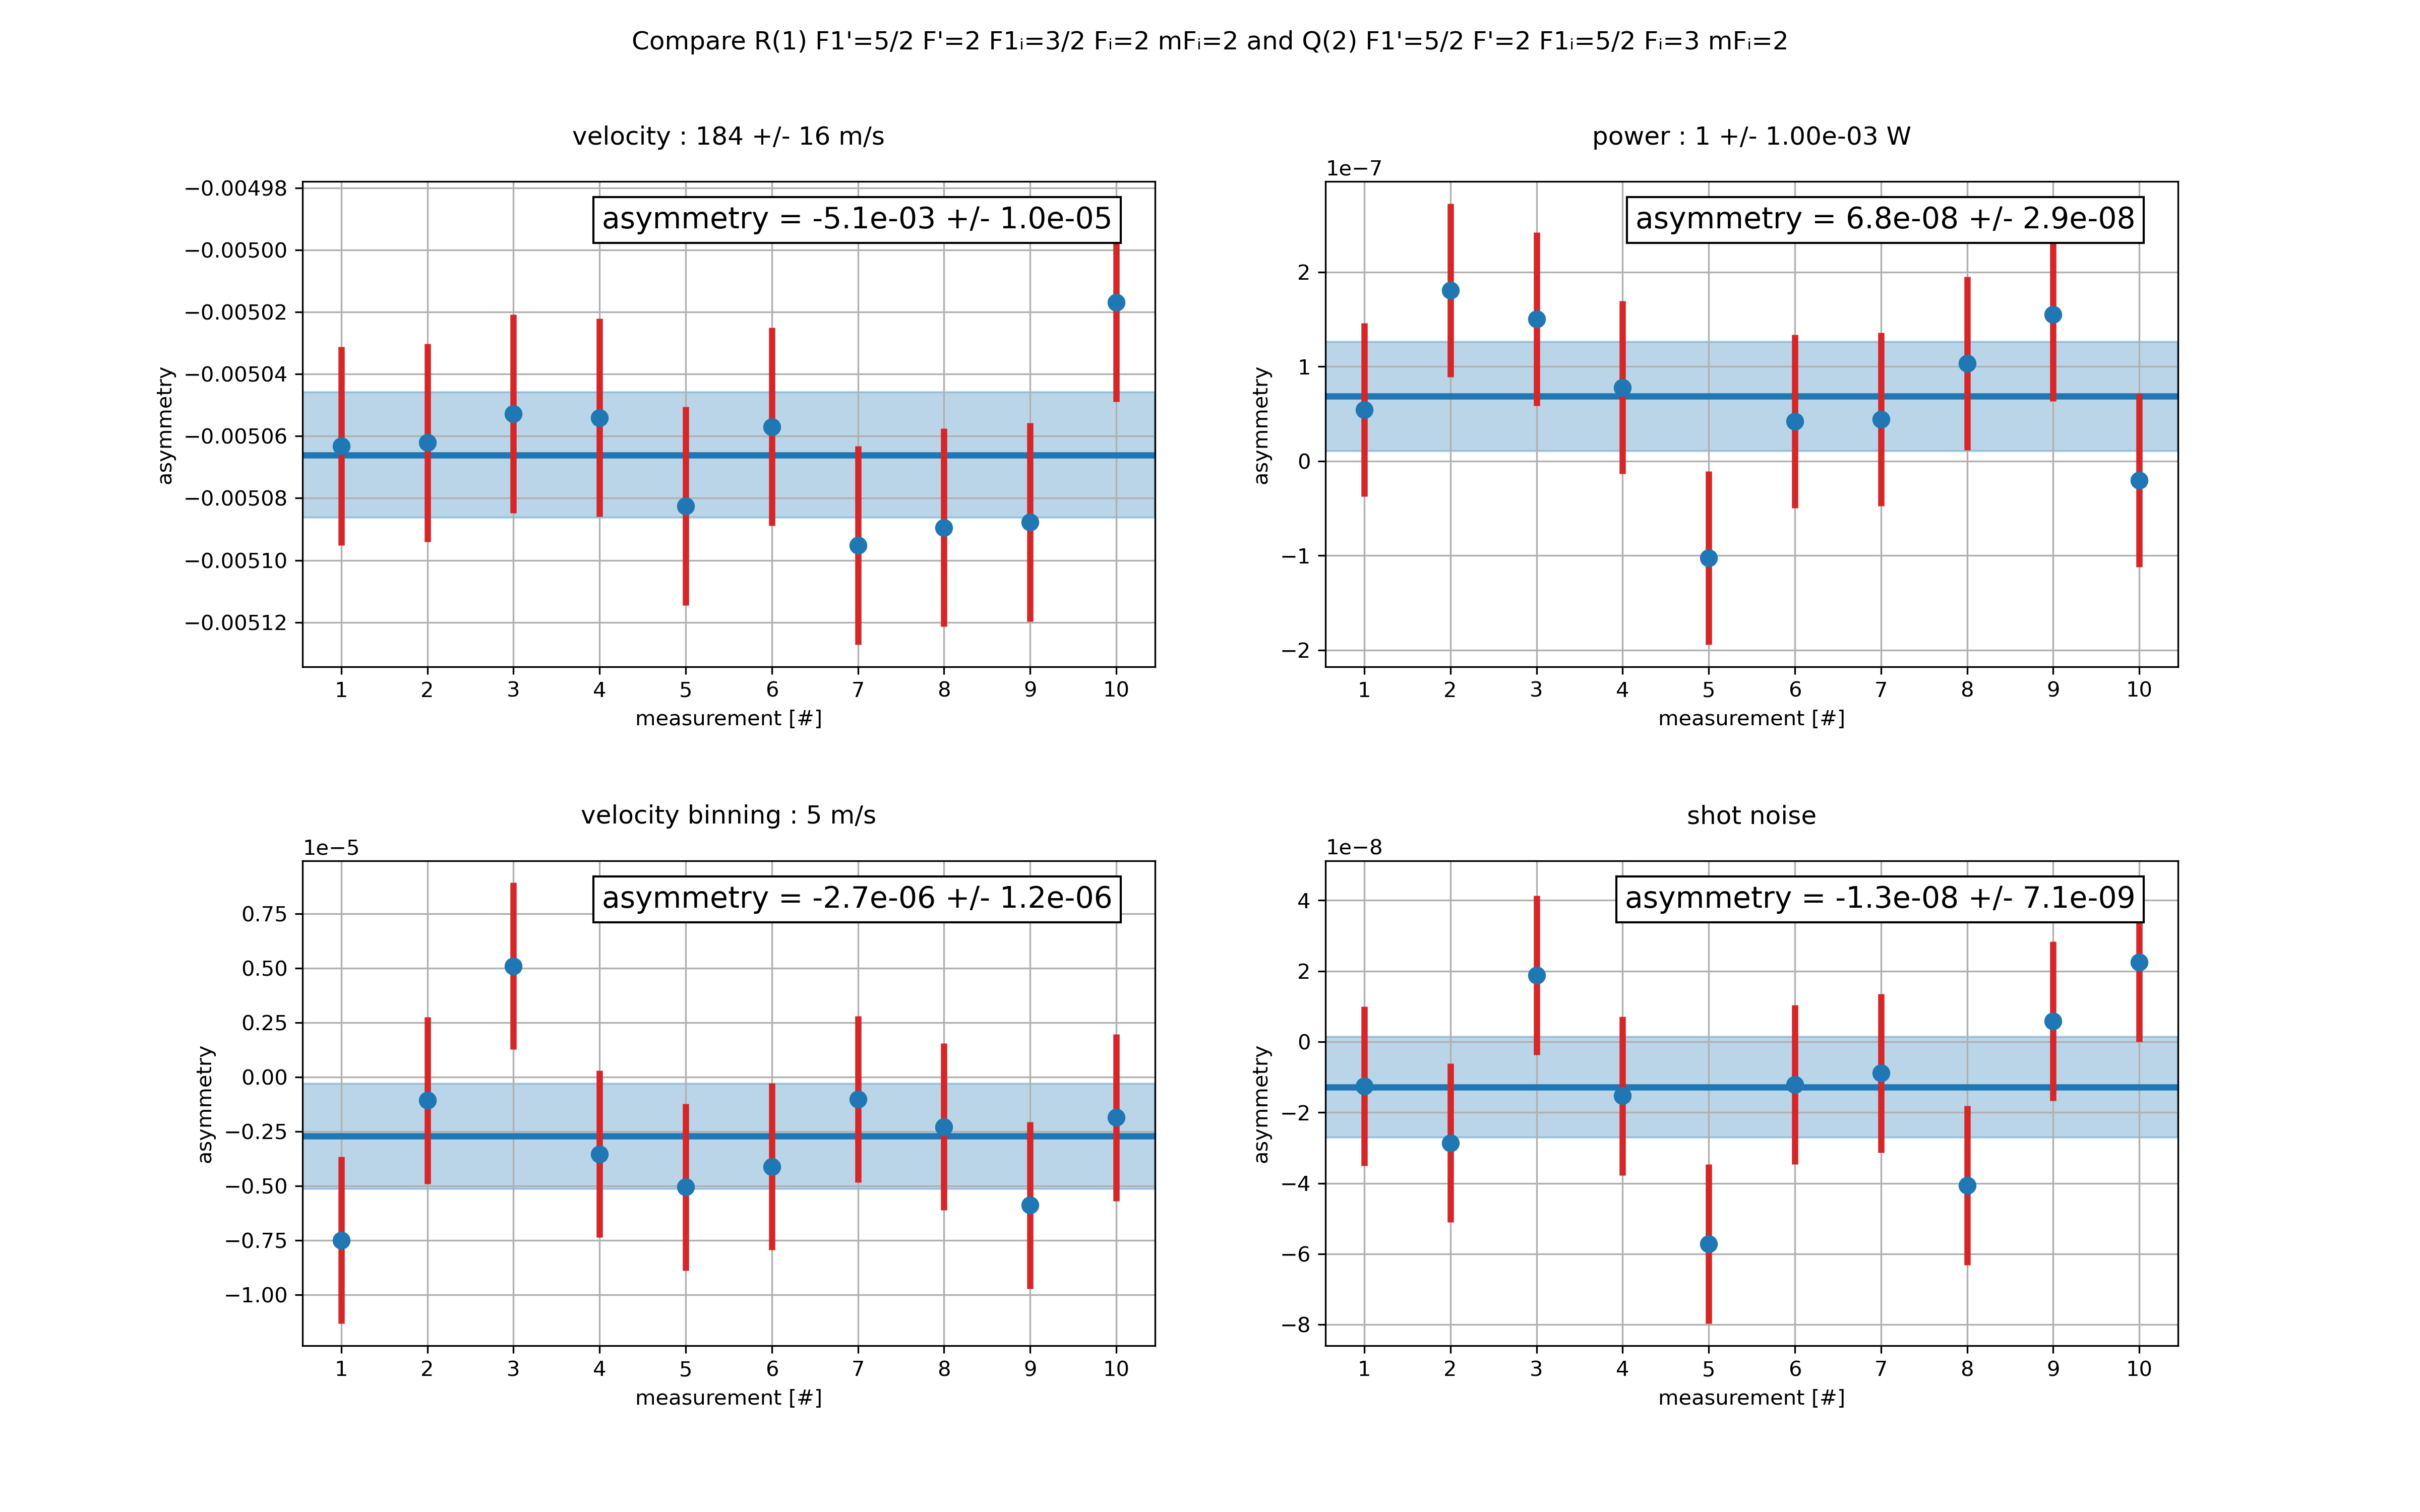 Compare R(1) F1'=5/2 F'=2 F1ᵢ=3/2 Fᵢ=2 mFᵢ=2 and Q(2) F1'=5/2 F'=2 F1ᵢ=5/2 Fᵢ=3 mFᵢ=2
velocity : 184 +/- 16 m/s
asymmetry = -5.1e-03 +/- 1.0e-05
−0.00498
−0.00500
−0.00502
−0.00504
−0.00506
−0.00508
−0.00510
−0.00512
asymmetry
1 2 3 4 5 6 7 8 9 10
measurement [#]
power : 1 +/- 1.00e-03 W
1e−7
asymmetry = 6.8e-08 +/- 2.9e-08
2
1
0
−1
−2
asymmetry
1 2 3 4 5 6 7 8 9 10
measurement [#]
velocity binning : 5 m/s
1e−5
asymmetry = -2.7e-06 +/- 1.2e-06
0.75
0.50
0.25
0.00
−0.25
−0.50
−0.75
−1.00
asymmetry
1 2 3 4 5 6 7 8 9 10
measurement [#]
shot noise
1e−8
asymmetry = -1.3e-08 +/- 7.1e-09
4
2
0
−2
−4
−6
−8
asymmetry
1 2 3 4 5 6 7 8 9 10
measurement [#]